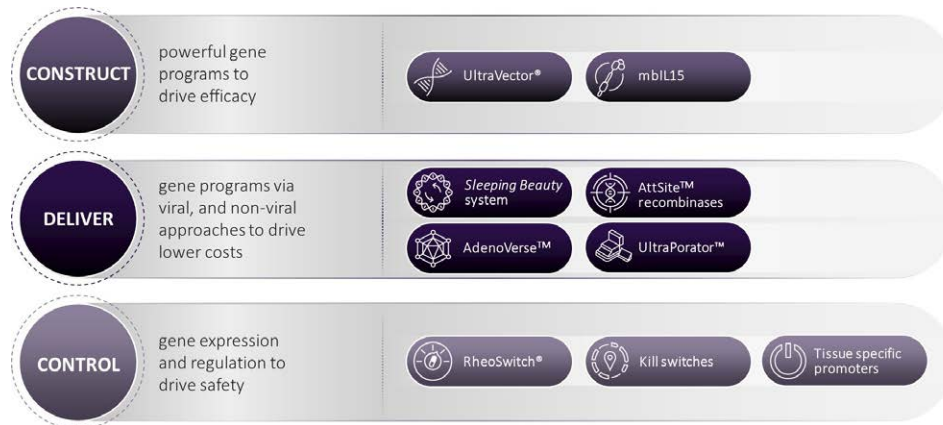 CONSTRUCT
powerful gene
programs to
drive efficacy
UltraVector®
mbIL15
DELIVER
gene programs via
viral, and non-viral
approaches to drive
lower costs
Sleeping Beauty
system
AttSite™
recombinases
AdenoVerse™
UltraPorator™
CONTROL
gene expression
and regulation to
drive safety
RheoSwitch®
Kill switches
Tissue specific
promoters